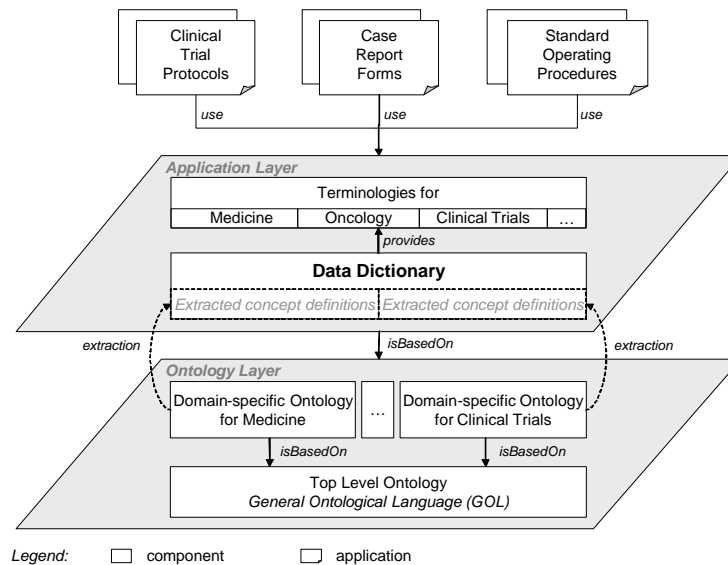 Clinical
Trial
Protocols
Case
Report
Forms
Standard
Operating
Procedures
use
use
use
Application Layer
Terminologies for
Medicine
Oncology
Clinical Trials
...
provides
Data Dictionary
Extracted concept definitions
Extracted concept definitions
extraction
isBasedOn
extraction
Ontology Layer
Domain-specific Ontology
for Medicine
...
Domain-specific Ontology
for Clinical Trials
isBasedOn
isBasedOn
Top Level Ontology
General Ontological Language (GOL)
Legend:
component
application